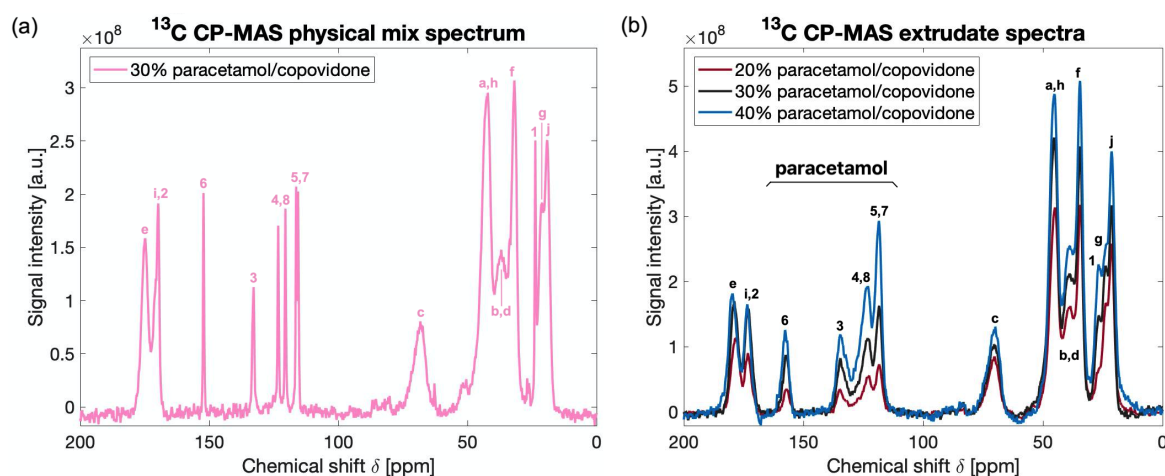 (a)
¹³C CP-MAS physical mix spectrum
×10⁸
30% paracetamol/copovidone
e
i,2
6
3
4,8
5,7
c
a,h
b,d
f
1
g
j
3
2.5
2
1.5
1
0.5
0
Signal intensity [a.u.]
200
150
100
50
0
Chemical shift δ [ppm]
(b)
¹³C CP-MAS extrudate spectra
×10⁸
20% paracetamol/copovidone
30% paracetamol/copovidone
40% paracetamol/copovidone
paracetamol
e
i,2
6
3
4,8
5,7
c
a,h
b,d
f
1
g
j
5
4
3
2
1
0
Signal intensity [a.u.]
200
150
100
50
0
Chemical shift δ [ppm]